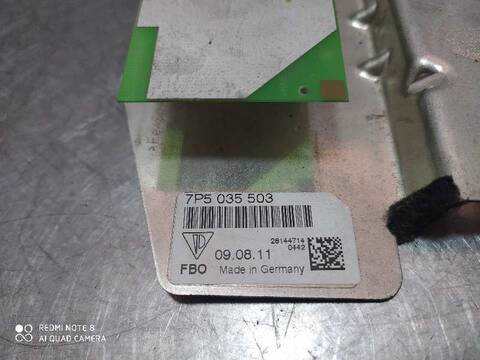 7P5 035 503
09.08.11
26144714
0442
FBO Made in Germany
REDMI NOTE 8
AI QUAD CAMERA